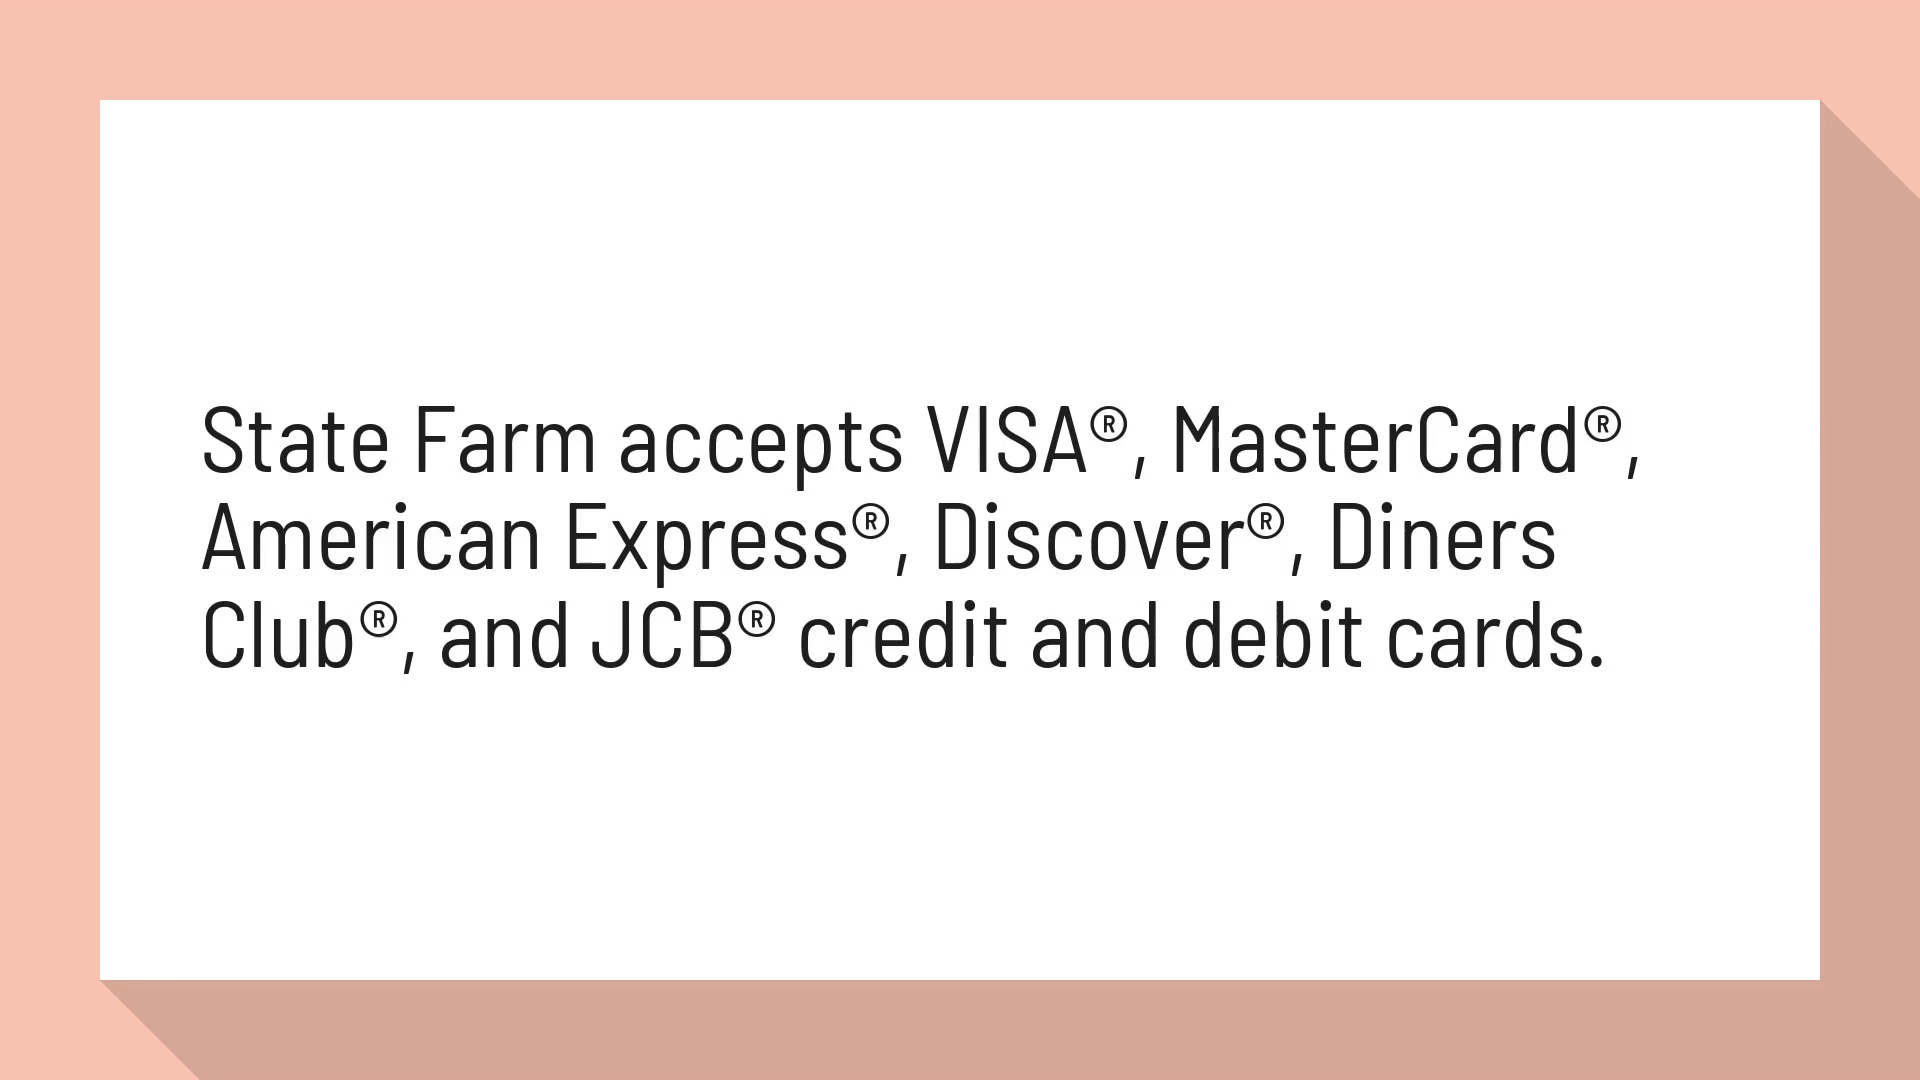 State Farm accepts VISA®, MasterCard®,
American Express®, Discover®, Diners
Club®, and JCB® credit and debit cards.